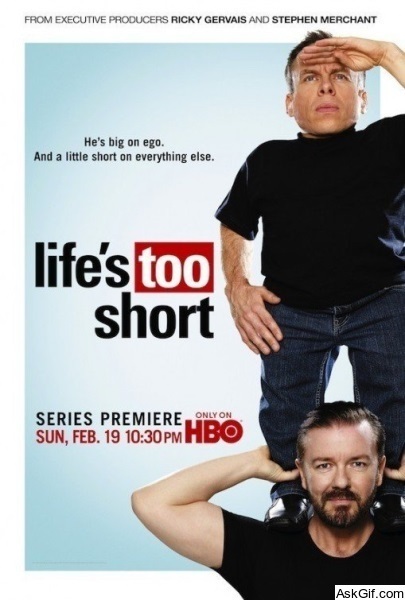 FROM EXECUTIVE PRODUCERS RICKY GERVAIS AND STEPHEN MERCHANT
He's big on ego.
And a little short on everything else.
life's too
short
SERIES PREMIERE
SUN, FEB. 19 10:30PM
ONLY ON
HBO
AskGif.com